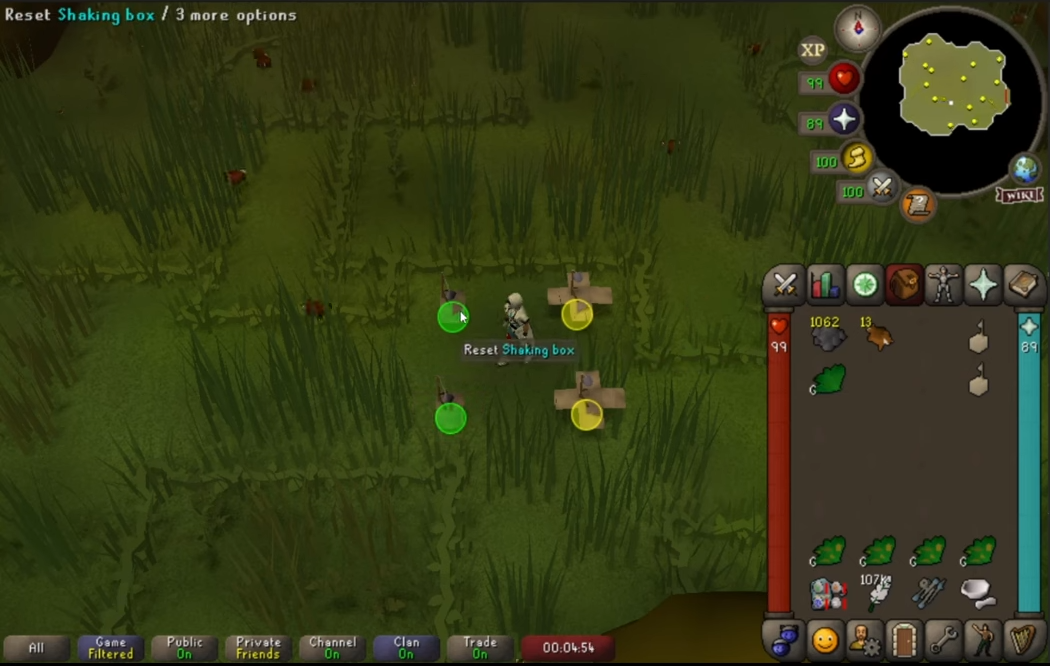 Reset Shaking box / 3 more options
N
XP
99
89
100
100
WIKI
Reset Shaking box
1062
13
99
89
G
G
G
G
G
107K
All
Game
Filtered
Public
On
Private
Friends
Channel
On
Clan
On
Trade
On
00:04:54